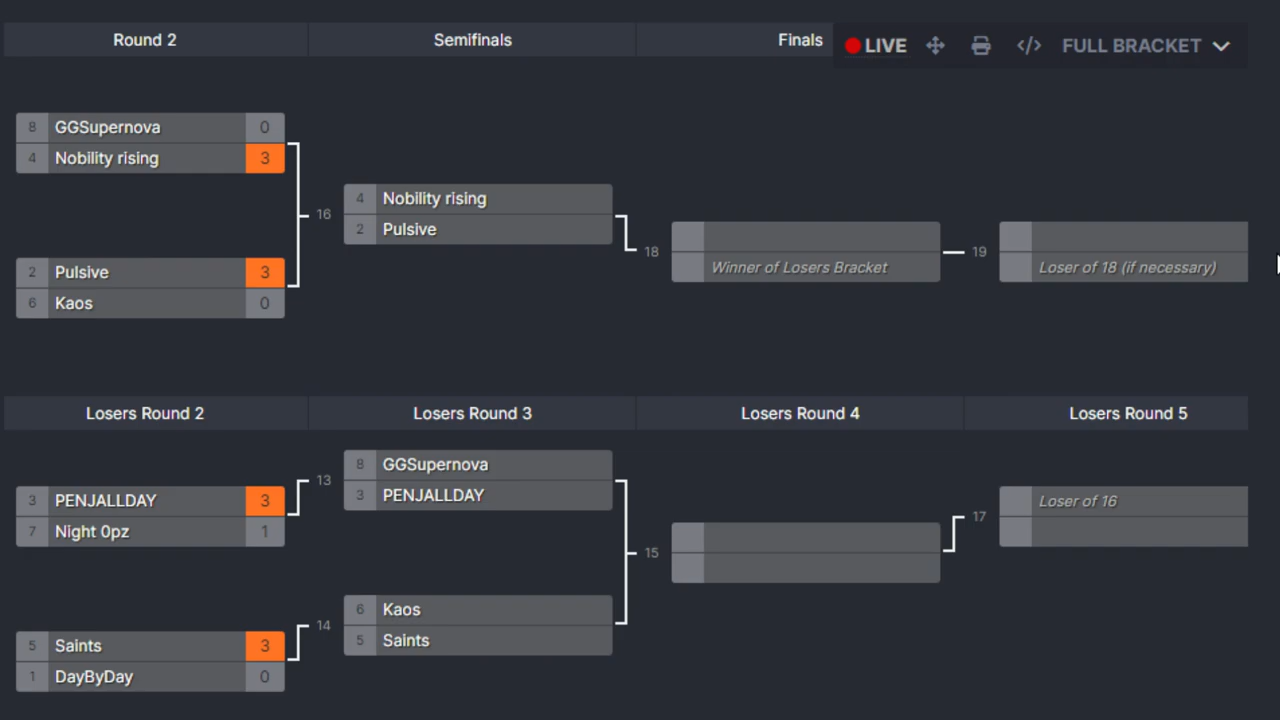 Round 2
Semifinals
Finals
LIVE
</>
FULL BRACKET
8 GGSupernova 0
4 Nobility rising 3
2 Pulsive 3
6 Kaos 0
16
4 Nobility rising
2 Pulsive
18
Winner of Losers Bracket
19
Loser of 18 (if necessary)
Losers Round 2
Losers Round 3
Losers Round 4
Losers Round 5
3 PENJALLDAY 3
7 Night 0pz 1
5 Saints 3
1 DayByDay 0
13
8 GGSupernova
3 PENJALLDAY
14
6 Kaos
5 Saints
15
17
Loser of 16